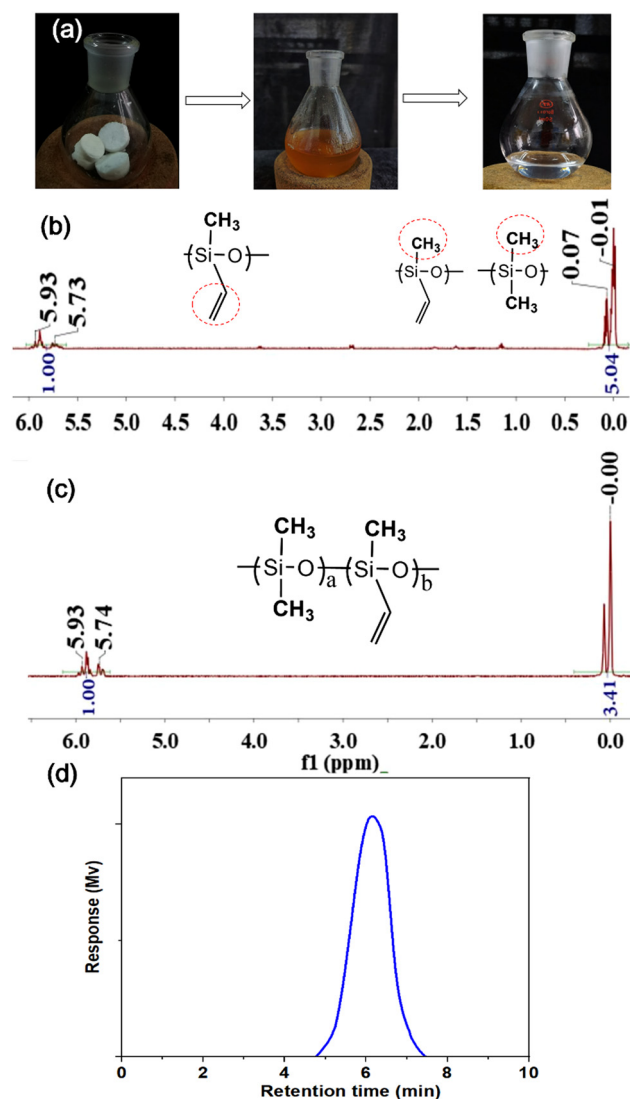 (a)
(b)
CH3
Si
O
CH3
Si
O
CH3
Si
O
CH3
5.93
5.73
0.07
-0.01
1.00
5.04
6.0 5.5 5.0 4.5 4.0 3.5 3.0 2.5 2.0 1.5 1.0 0.5 0.0
(c)
CH3
CH3
Si
O
a
Si
O
b
CH3
5.93
5.74
-0.00
1.00
3.41
6.0 5.0 4.0 3.0 2.0 1.0 0.0
f1 (ppm)_
(d)
Response (Mv)
0 2 4 6 8 10
Retention time (min)